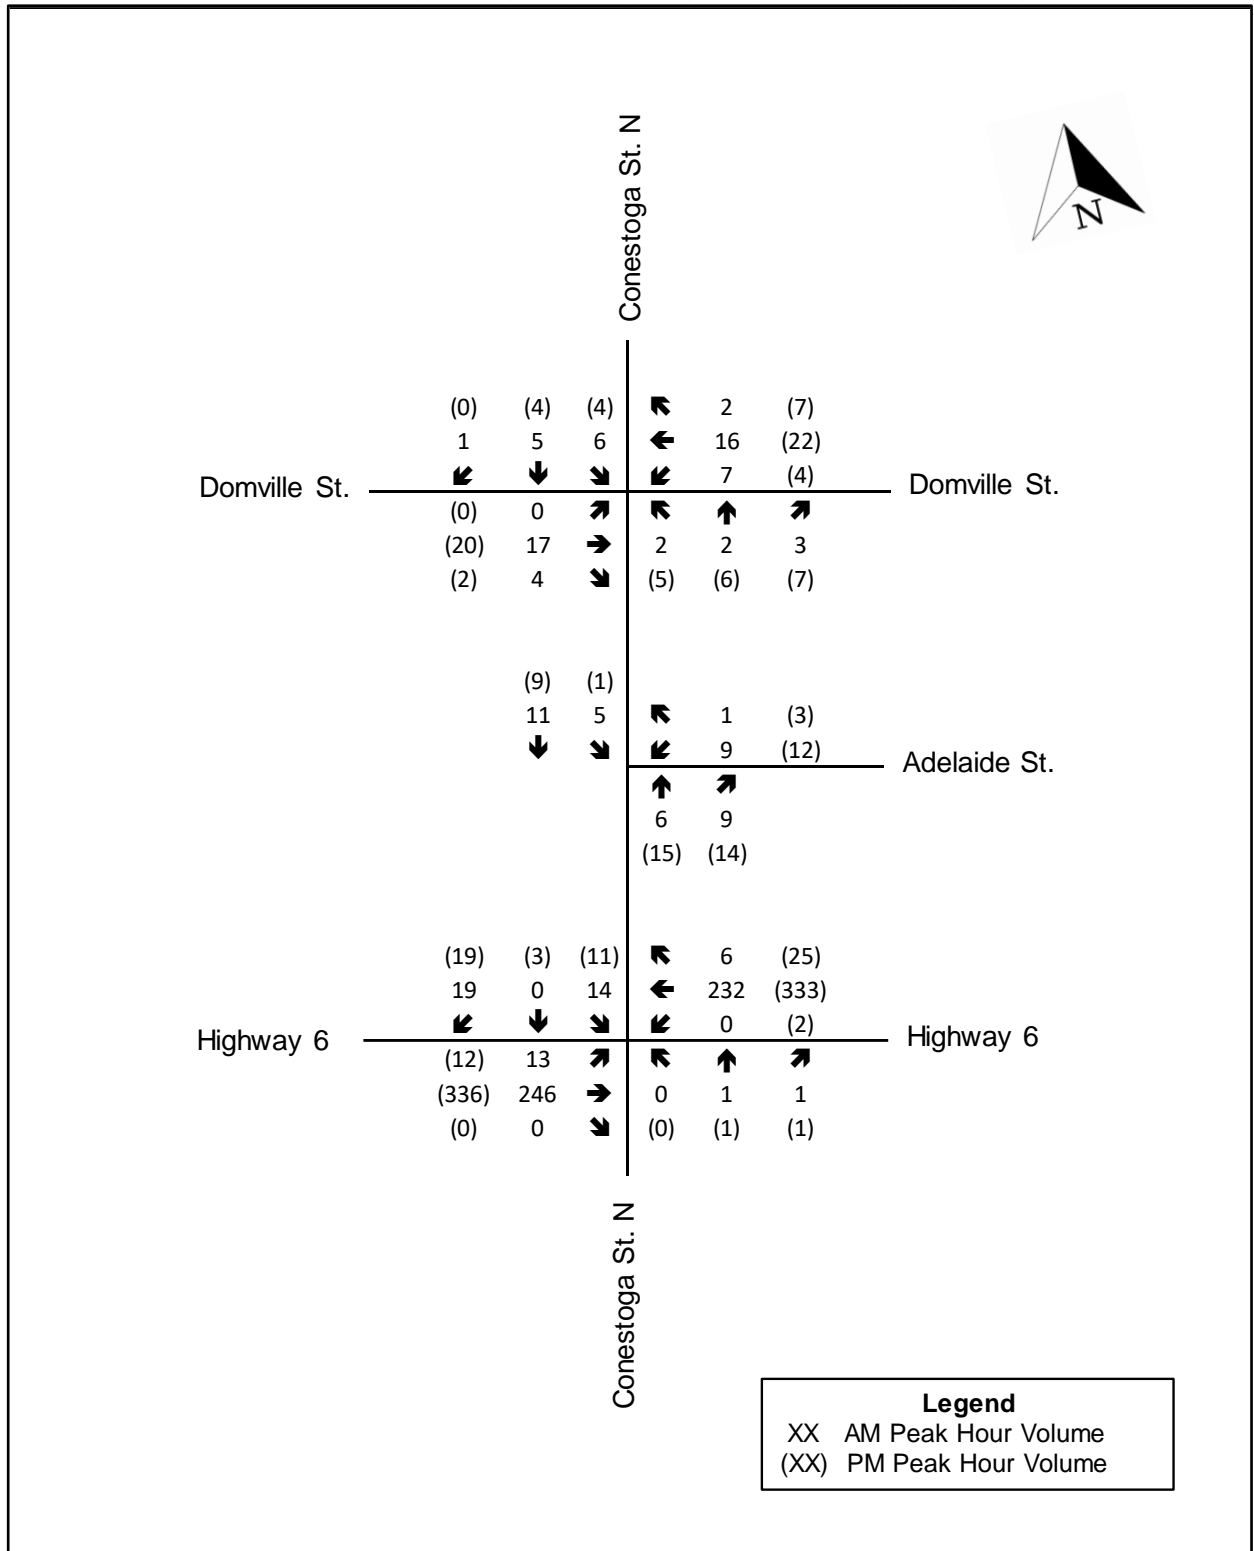 Conestoga St. N
N
(0) (4) (4) 2 (7)
1 5 6 16 (22)
7 (4)
Domville St. Domville St.
(0) 0
(20) 17 2 2 3
(2) 4 (5) (6) (7)
(9) (1)
11 5 1 (3)
9 (12)
Adelaide St.
6 9
(15) (14)
(19) (3) (11) 6 (25)
19 0 14 232 (333)
0 (2)
Highway 6 Highway 6
(12) 13
(336) 246 0 1 1
(0) 0 (0) (1) (1)
Conestoga St. N
Legend
XX AM Peak Hour Volume
(XX) PM Peak Hour Volume